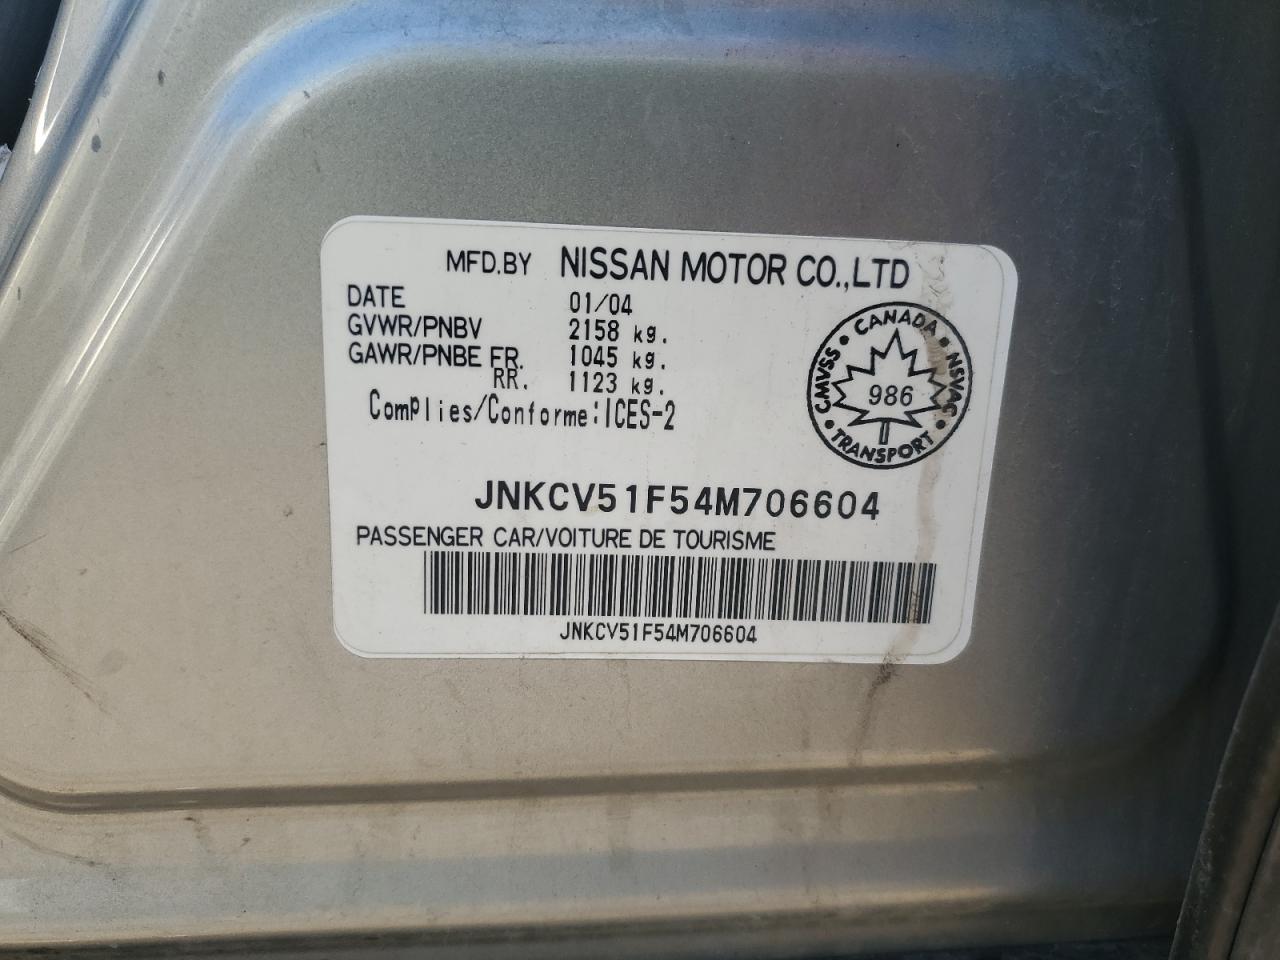 MFD.BY NISSAN MOTOR CO.,LTD
DATE 01/04
GVWR/PNBV 2158 kg.
GAWR/PNBE FR. 1045 kg.
RR. 1123 kg.
Complies/Conforme:ICES-2
CANADA • NSVAC • TRANSPORT • CMVSS •
986
JNKCV51F54M706604
PASSENGER CAR/VOITURE DE TOURISME
JNKCV51F54M706604